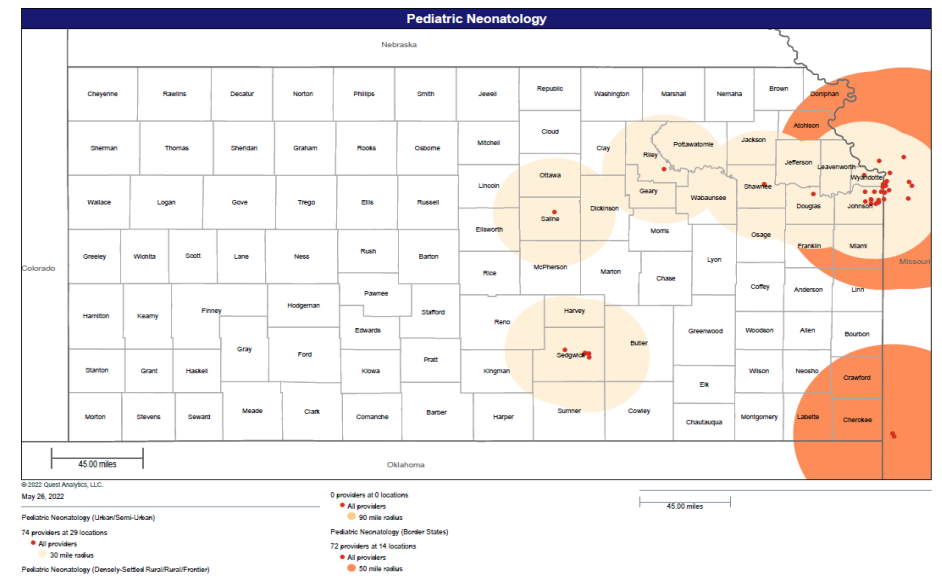 Pediatric Neonatology
Nebraska
Cheyenne Rawlins Decatur Norton Phillips Smith Jewell Republic Washington Marshall Nemaha Brown Doniphan
Sherman Thomas Sheridan Graham Rooks Osborne Mitchell Cloud Clay Riley Pottawatomie Jackson Atchison
Jefferson Leavenworth Wyandotte
Wallace Logan Gove Trego Ellis Russell Lincoln Ottawa Saline Dickinson Geary Wabaunsee Shawnee Douglas Johnson
Greeley Wichita Scott Lane Ness Rush Barton Ellsworth Rice McPherson Marion Morris Chase Lyon Osage Franklin Miami
Colorado
Missouri
Hamilton Kearny Finney Hodgeman Pawnee Edwards Stafford Reno Harvey Sedgwick Butler Greenwood Coffey Anderson Linn
Woodson Allen Bourbon
Stanton Grant Haskell Gray Ford Kiowa Pratt Kingman Elk Wilson Neosho Crawford
Morton Stevens Seward Meade Clark Comanche Barber Harper Sumner Cowley Chautauqua Montgomery Labette Cherokee
45.00 miles
Oklahoma
© 2022 Quest Analytics, LLC.
May 26, 2022
Pediatric Neonatology (Urban/Semi-Urban)
74 providers at 29 locations
All providers
30 mile radius
Pediatric Neonatology (Densely-Settled Rural/Rural/Frontier)
0 providers at 0 locations
All providers
90 mile radius
Pediatric Neonatology (Border States)
72 providers at 14 locations
All providers
50 mile radius
45.00 miles